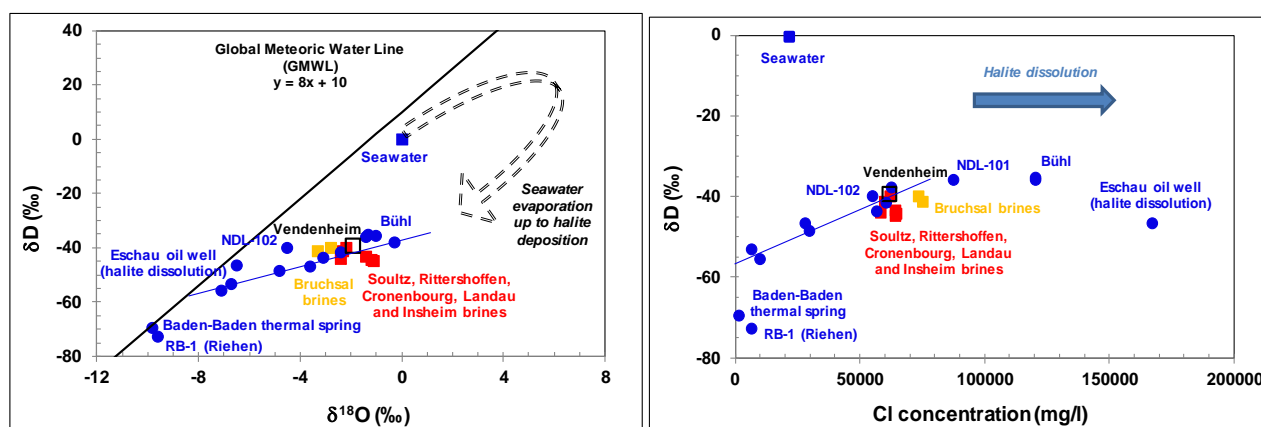 40
20
0
-20
-40
-60
-80
δD (‰)
Global Meteoric Water Line
(GMWL)
y = 8x + 10
Seawater
Seawater
evaporation
up to halite
deposition
Vendenheim
Bühl
NDL-102
Eschau oil well
(halite dissolution)
Bruchsal
brines
Soultz, Rittershoffen,
Cronenbourg, Landau
and Insheim brines
Baden-Baden thermal spring
RB-1 (Riehen)
-12
-8
-4
0
4
8
δ¹⁸O (‰)
0
-20
-40
-60
-80
δD (‰)
Seawater
Halite dissolution
Vendenheim
NDL-101
Bühl
NDL-102
Eschau oil well
(halite dissolution)
Bruchsal brines
Soultz, Rittershoffen,
Cronenbourg, Landau
and Insheim brines
Baden-Baden
thermal spring
RB-1 (Riehen)
0
50000
100000
150000
200000
Cl concentration (mg/l)